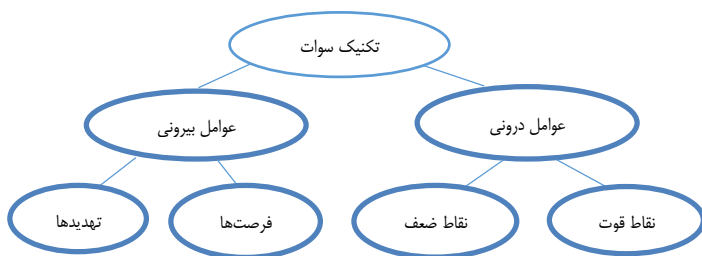 تکنیک سوات
عوامل درونی
عوامل بیرونی
نقاط قوت
نقاط ضعف
فرصت‌ها
تهدیدها